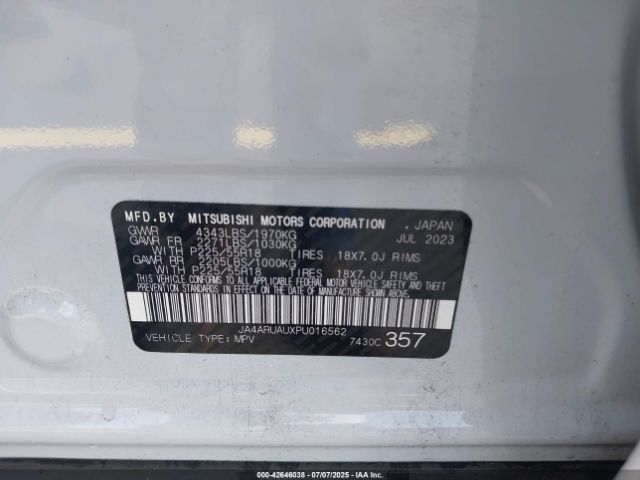 MFD.BY MITSUBISHI MOTORS CORPORATION . JAPAN
GVWR 4343LBS/1970KG JUL 2023
GAWR FR 2271LBS/1030KG
WITH P225/55R18 TIRES 18X7.0J RIMS
GAWR RR 2205LBS/1000KG
WITH P225/55R18 TIRES 18X7.0J RIMS
THIS VEHICLE CONFORMS TO ALL APPLICABLE FEDERAL MOTOR VEHICLE SAFETY, BUMPER, AND THEFT
PREVENTION STANDARDS IN EFFECT ON THE DATE OF MANUFACTURE SHOWN ABOVE.
JA4ARUAUXPU016562
VEHICLE TYPE: MPV 7430C 357
000-42646038 - 07/07/2025 - IAA Inc.